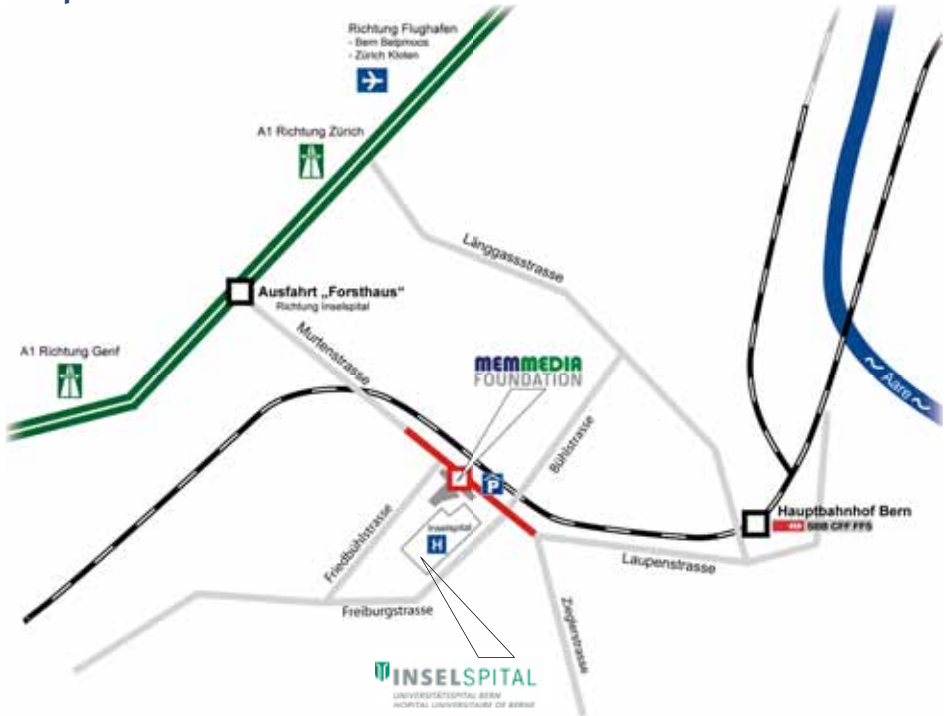 Richtung Flughafen
- Bern Belpmoos
- Zürich Kloten
A1 Richtung Zürich
Länggassstrasse
Ausfahrt „Forsthaus“
Richtung Inselspital
Murtenstrasse
A1 Richtung Genf
MEMMEDIA
FOUNDATION
~ Aare ~
Bühlstrasse
P
Hauptbahnhof Bern
SBB CFF FFS
Inselspital
H
Friedbühlstrasse
Laupenstrasse
Freiburgstrasse
Zieglerstrasse
INSELSPITAL
UNIVERSITÄTSSPITAL BERN
HOPITAL UNIVERSITAIRE DE BERNE